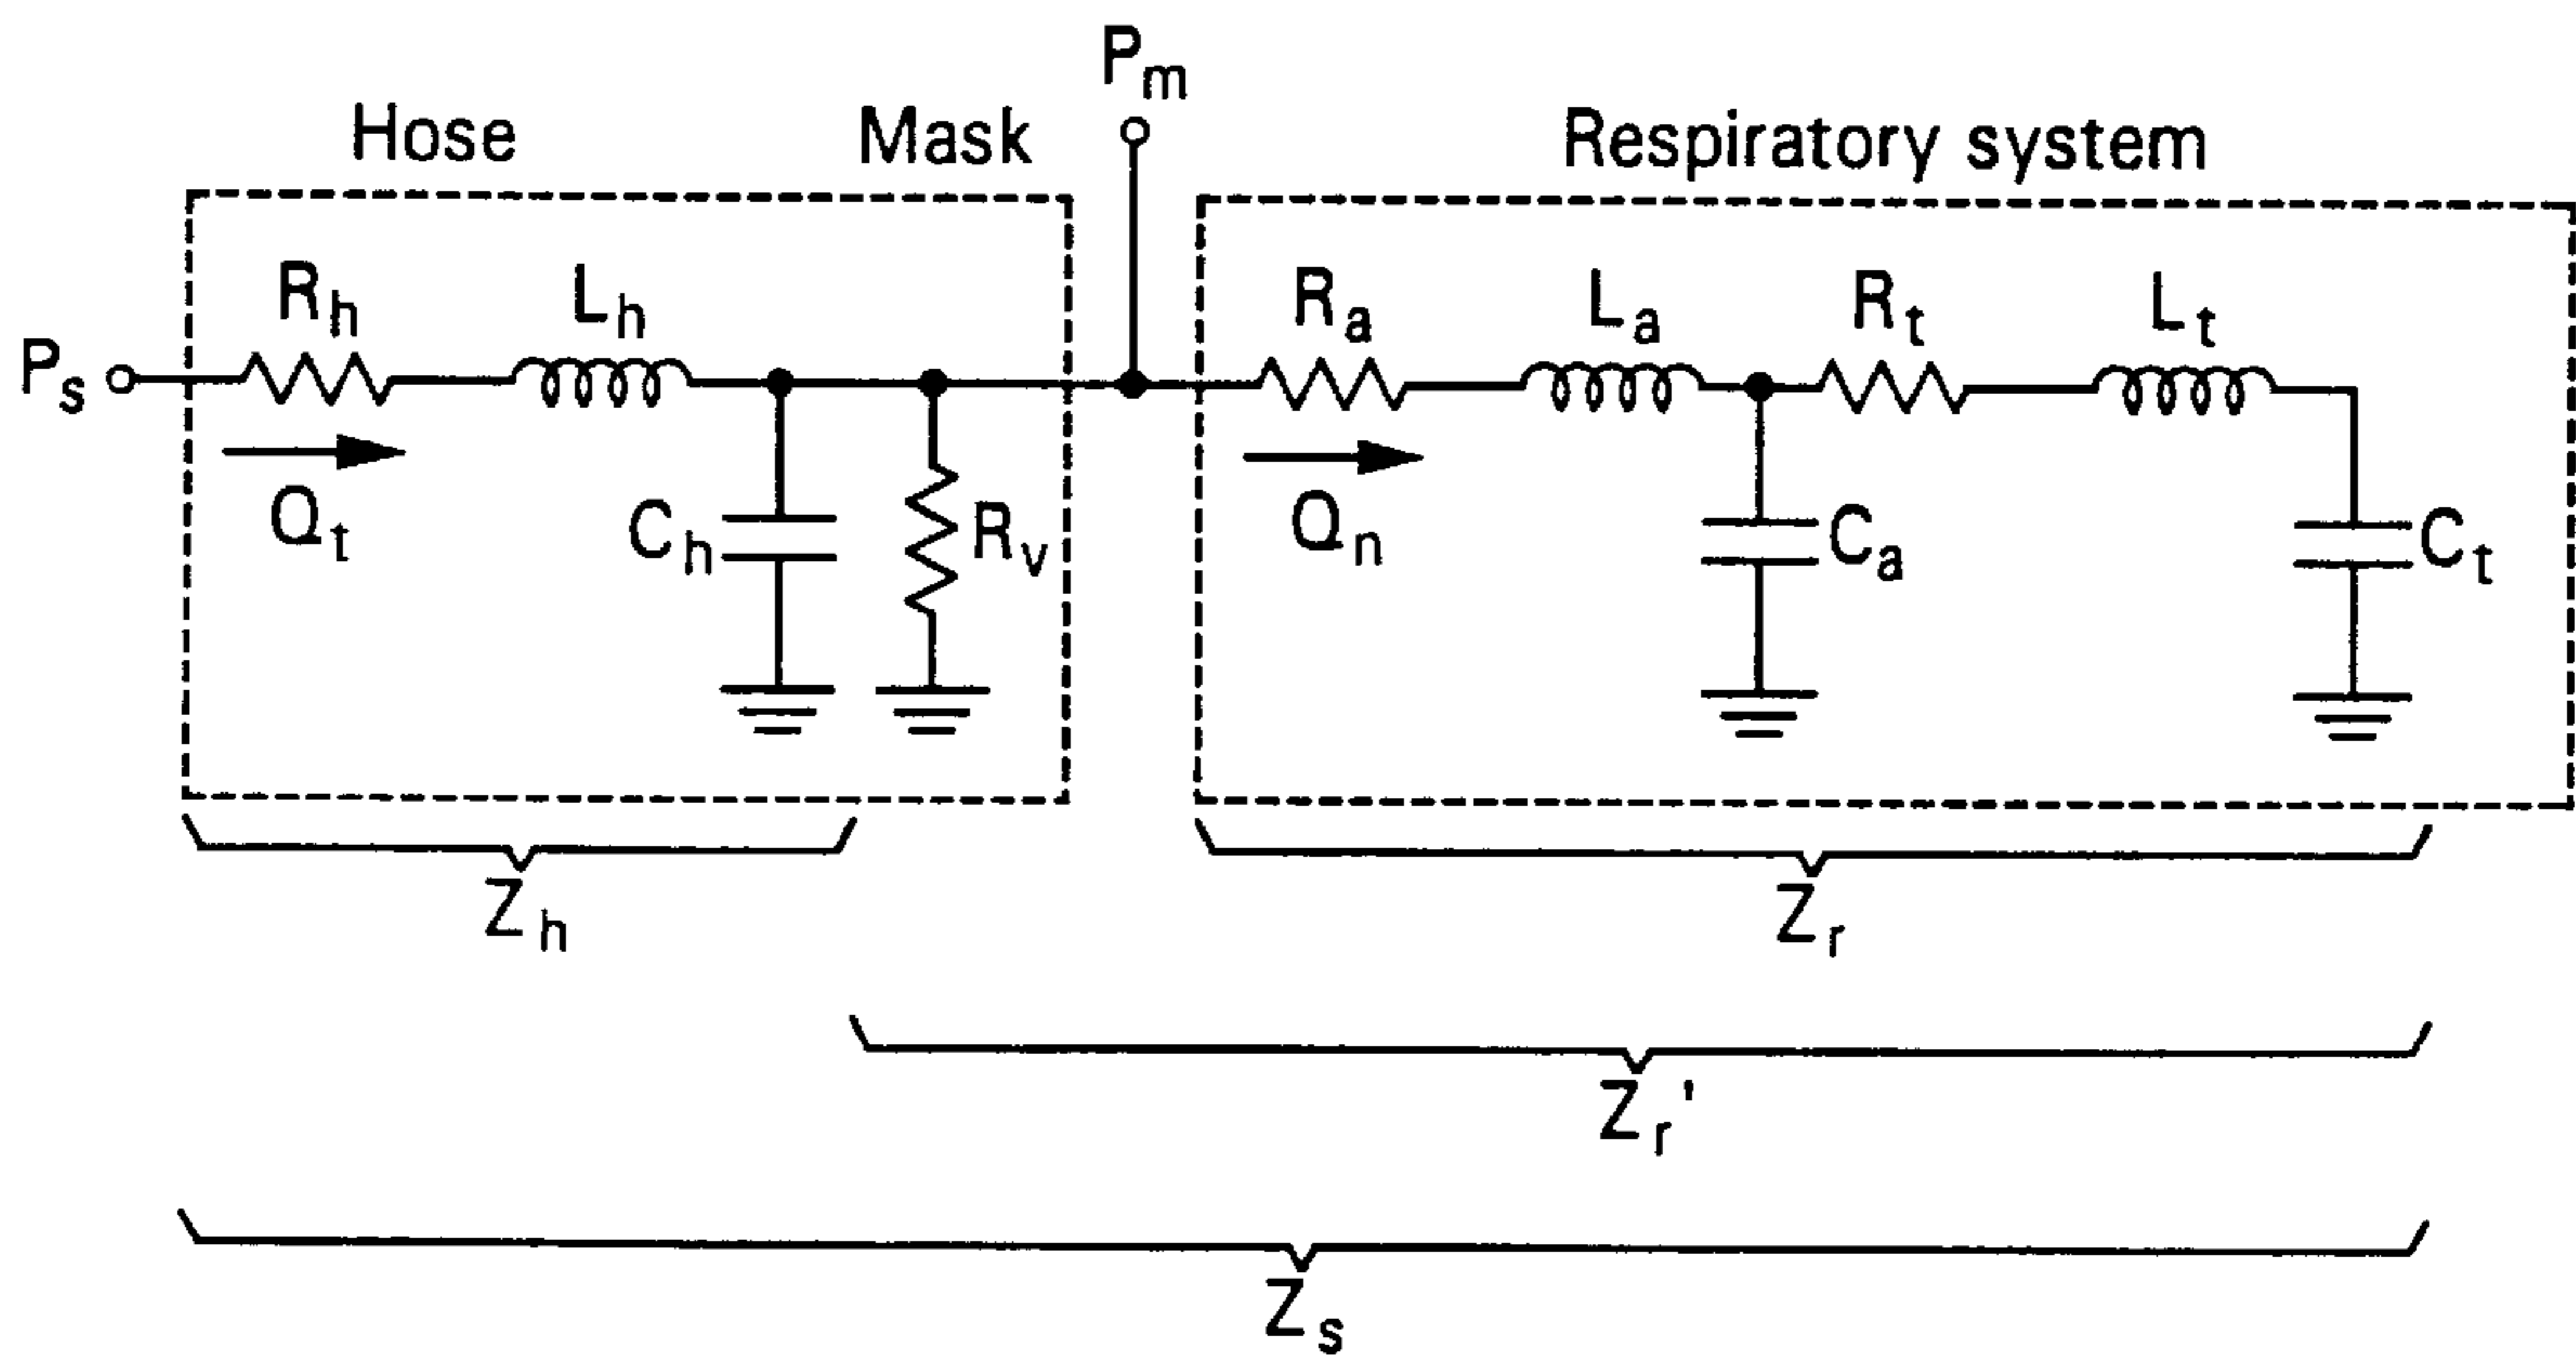 P_m
Hose
Mask
Respiratory system
R_h
L_h
R_a
L_a
R_t
L_t
P_s
Q_t
C_h
R_v
Q_n
C_a
C_t
Z_h
Z_r
Z_r'
Z_s